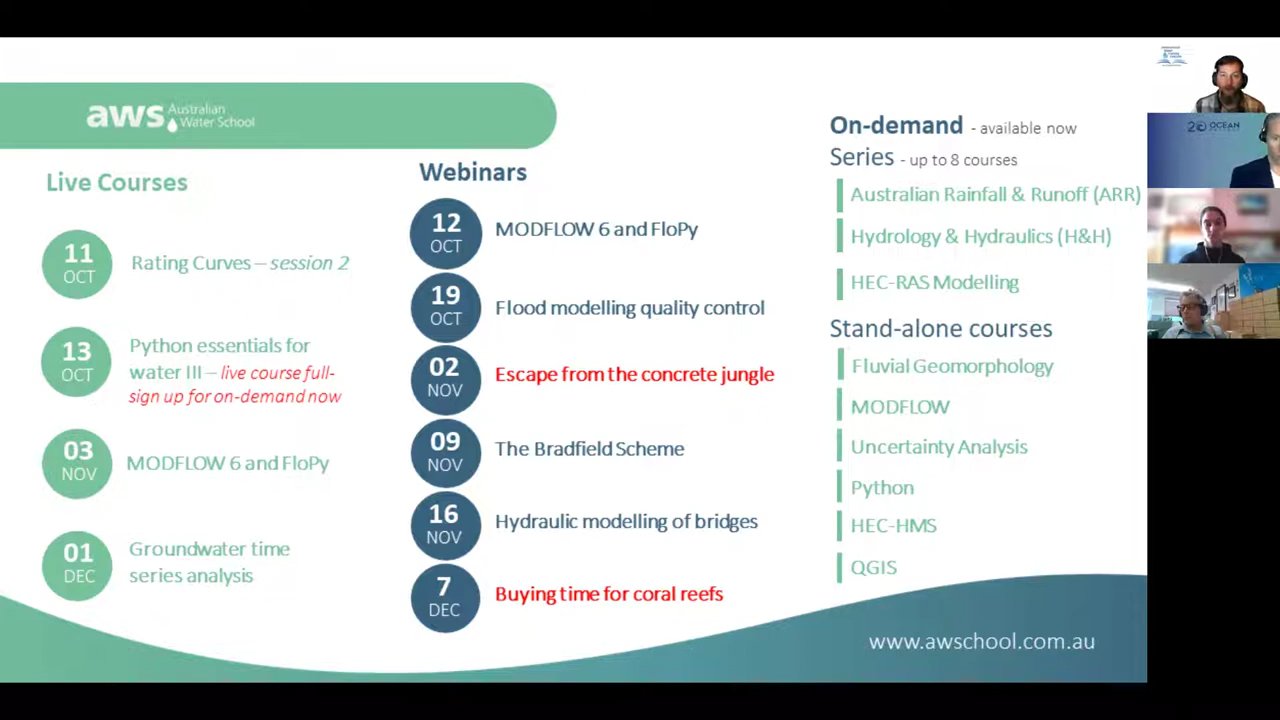 aws Australian
Water School
Live Courses
11
OCT
Rating Curves – session 2
13
OCT
Python essentials for
water III – live course full-
sign up for on-demand now
03
NOV
MODFLOW 6 and FloPy
01
DEC
Groundwater time
series analysis
Webinars
12
OCT
MODFLOW 6 and FloPy
19
OCT
Flood modelling quality control
02
NOV
Escape from the concrete jungle
09
NOV
The Bradfield Scheme
16
NOV
Hydraulic modelling of bridges
7
DEC
Buying time for coral reefs
On-demand - available now
Series - up to 8 courses
Australian Rainfall & Runoff (ARR)
Hydrology & Hydraulics (H&H)
HEC-RAS Modelling
Stand-alone courses
Fluvial Geomorphology
MODFLOW
Uncertainty Analysis
Python
HEC-HMS
QGIS
www.awschool.com.au
OCEAN